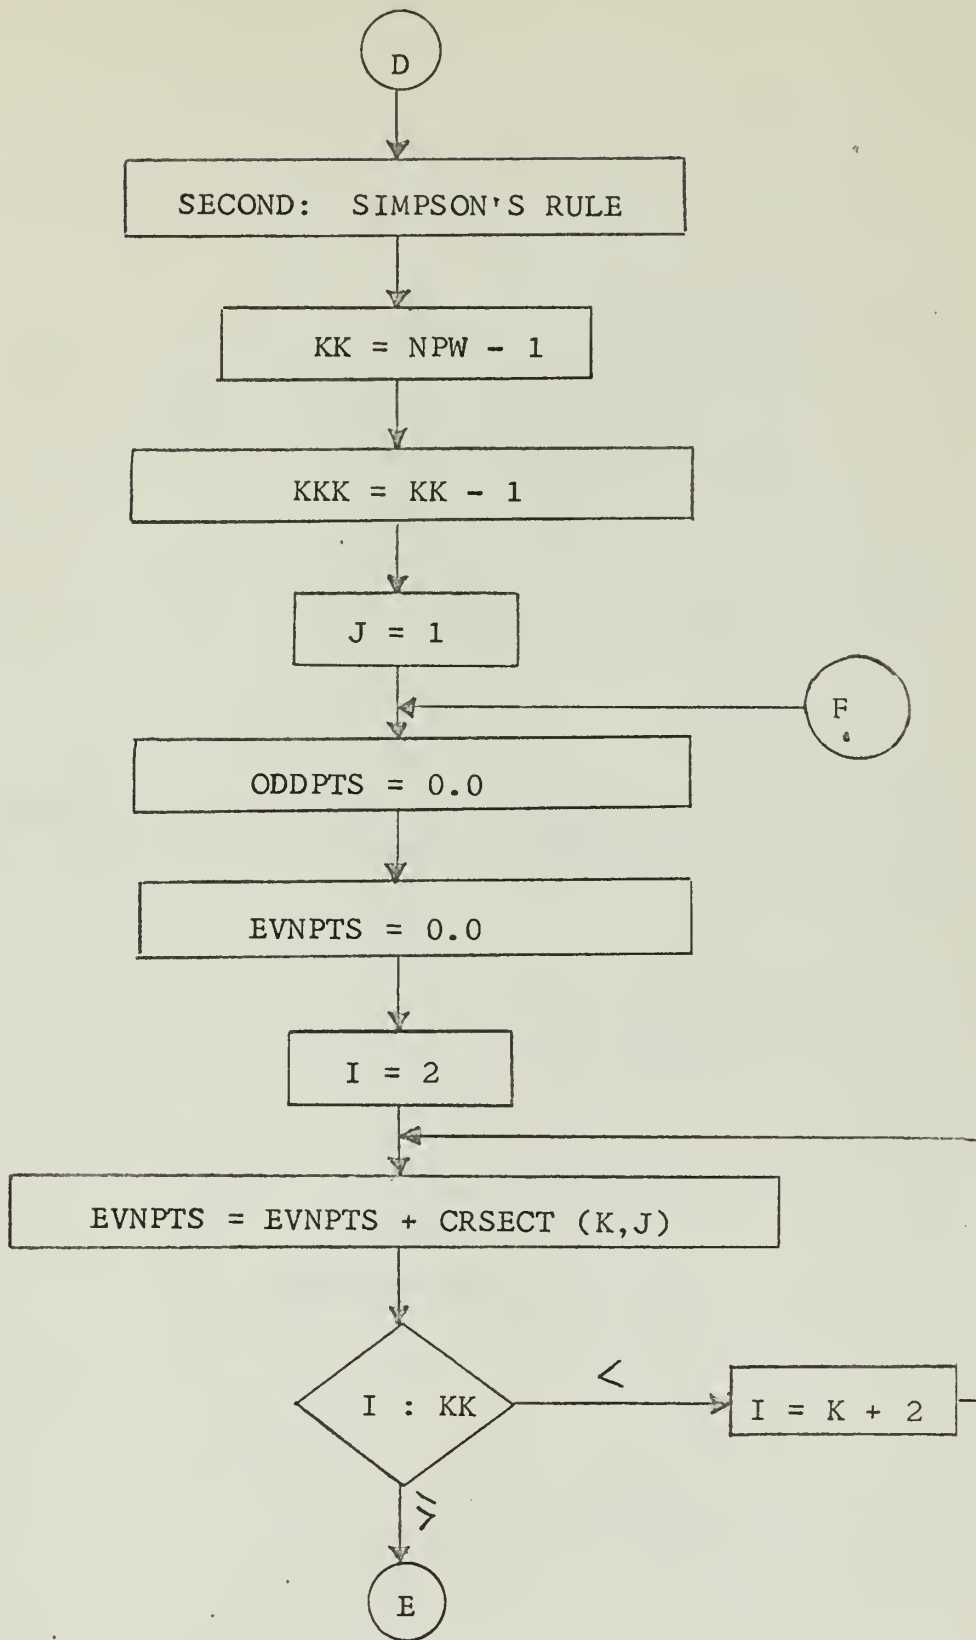 D
SECOND: SIMPSON'S RULE
KK = NPW - 1
KKK = KK - 1
J = 1
F
ODDPTS = 0.0
EVNPTS = 0.0
I = 2
EVNPTS = EVNPTS + CRSECT (K,J)
I : KK
<
I = K + 2
≥
E